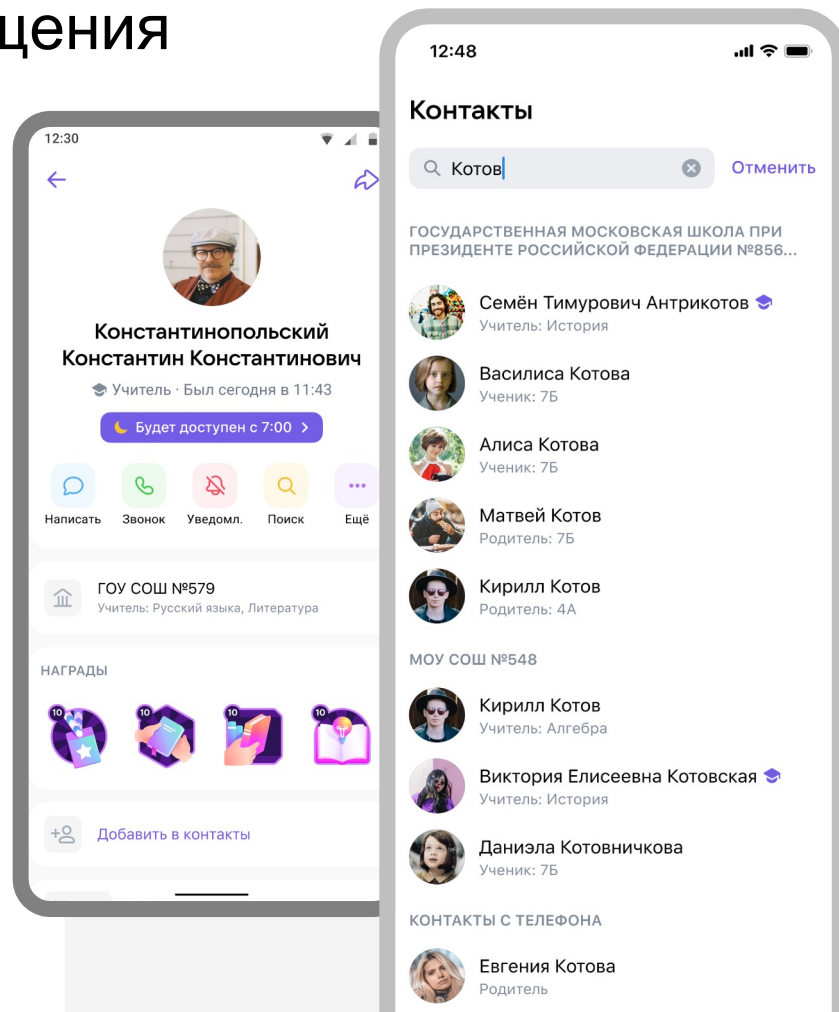 щения
12:30
Константинопольский
Константин Константинович
Учитель · Был сегодня в 11:43
Будет доступен с 7:00
Написать
Звонок
Уведомл.
Поиск
Ещё
ГОУ СОШ №579
Учитель: Русский языка, Литература
НАГРАДЫ
10
10
10
10
Добавить в контакты
12:48
Контакты
Котов
Отменить
ГОСУДАРСТВЕННАЯ МОСКОВСКАЯ ШКОЛА ПРИ
ПРЕЗИДЕНТЕ РОССИЙСКОЙ ФЕДЕРАЦИИ №856...
Семён Тимурович Антрикотов
Учитель: История
Василиса Котова
Ученик: 7Б
Алиса Котова
Ученик: 7Б
Матвей Котов
Родитель: 7Б
Кирилл Котов
Родитель: 4А
МОУ СОШ №548
Кирилл Котов
Учитель: Алгебра
Виктория Елисеевна Котовская
Учитель: История
Даниэла Котовничкова
Ученик: 7Б
КОНТАКТЫ С ТЕЛЕФОНА
Евгения Котова
Родитель